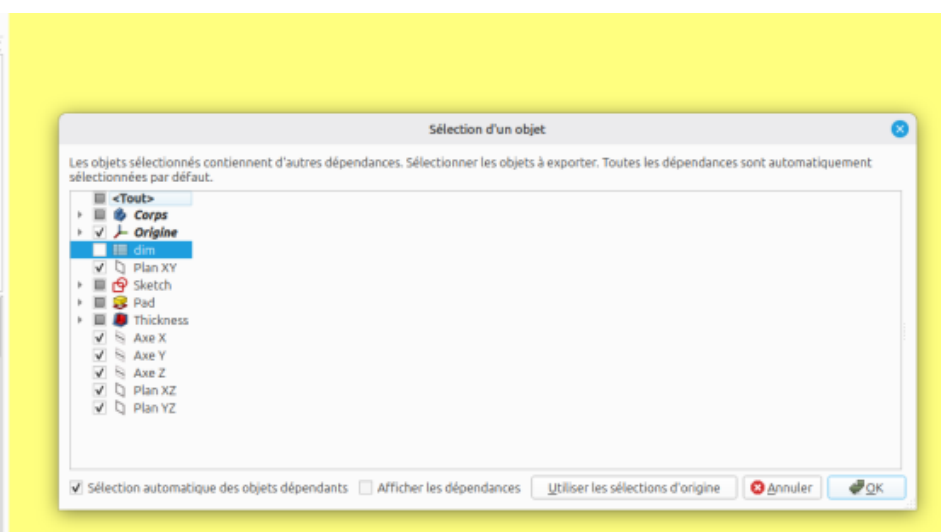 Sélection d'un objet
Les objets sélectionnés contiennent d'autres dépendances. Sélectionner les objets à exporter. Toutes les dépendances sont automatiquement
sélectionnées par défaut.
<Tout>
Corps
Origine
dim
Plan XY
Sketch
Pad
Thickness
Axe X
Axe Y
Axe Z
Plan XZ
Plan YZ
Sélection automatique des objets dépendants Afficher les dépendances Utiliser les sélections d'origine Annuler OK